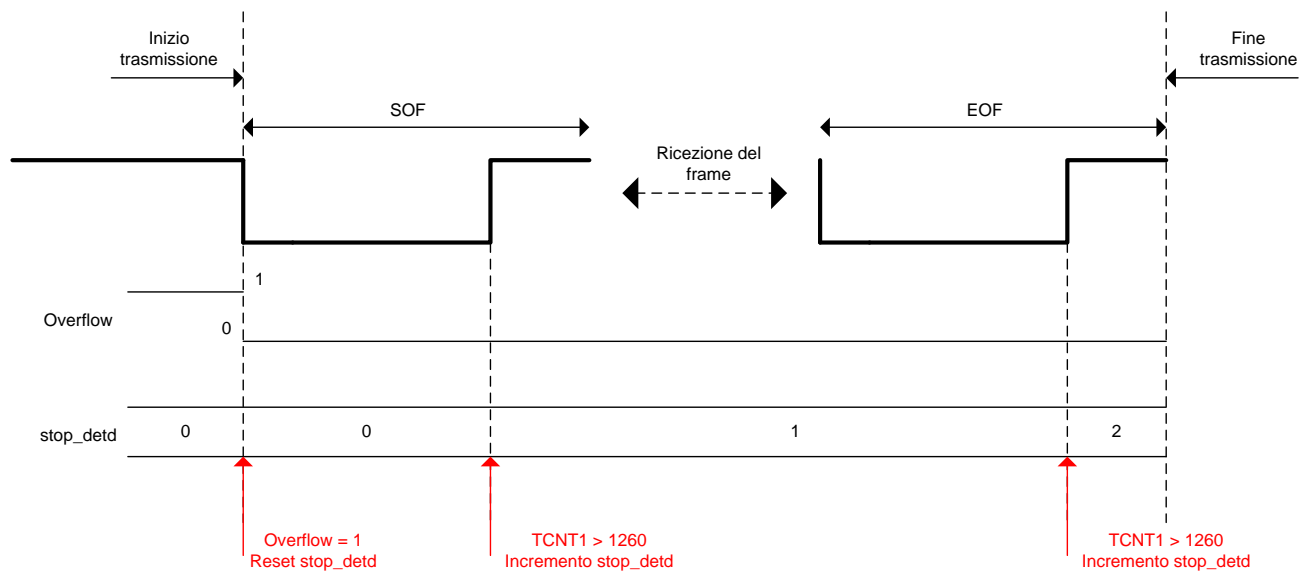 Inizio
trasmissione
Fine
trasmissione
SOF
EOF
Ricezione del
frame
1
Overflow
0
stop_detd
0
0
1
2
Overflow = 1
Reset stop_detd
TCNT1 > 1260
Incremento stop_detd
TCNT1 > 1260
Incremento stop_detd